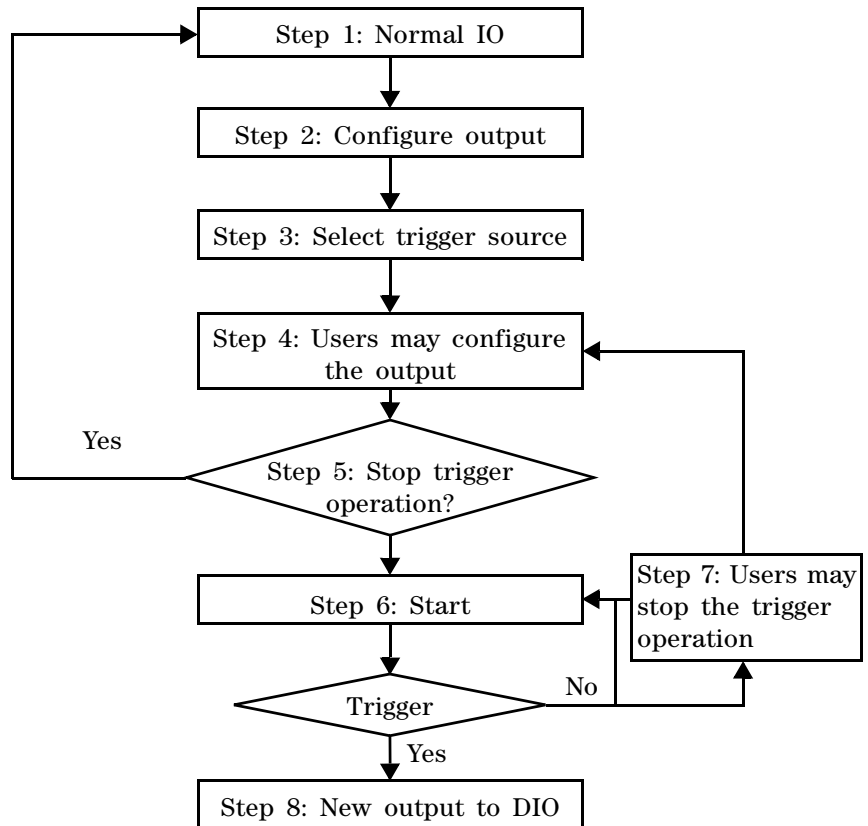 Step 1: Normal IO
Step 2: Configure output
Step 3: Select trigger source
Step 4: Users may configure
the output
Yes
Step 5: Stop trigger
operation?
Step 7: Users may
stop the trigger
operation
Step 6: Start
No
Trigger
Yes
Step 8: New output to DIO